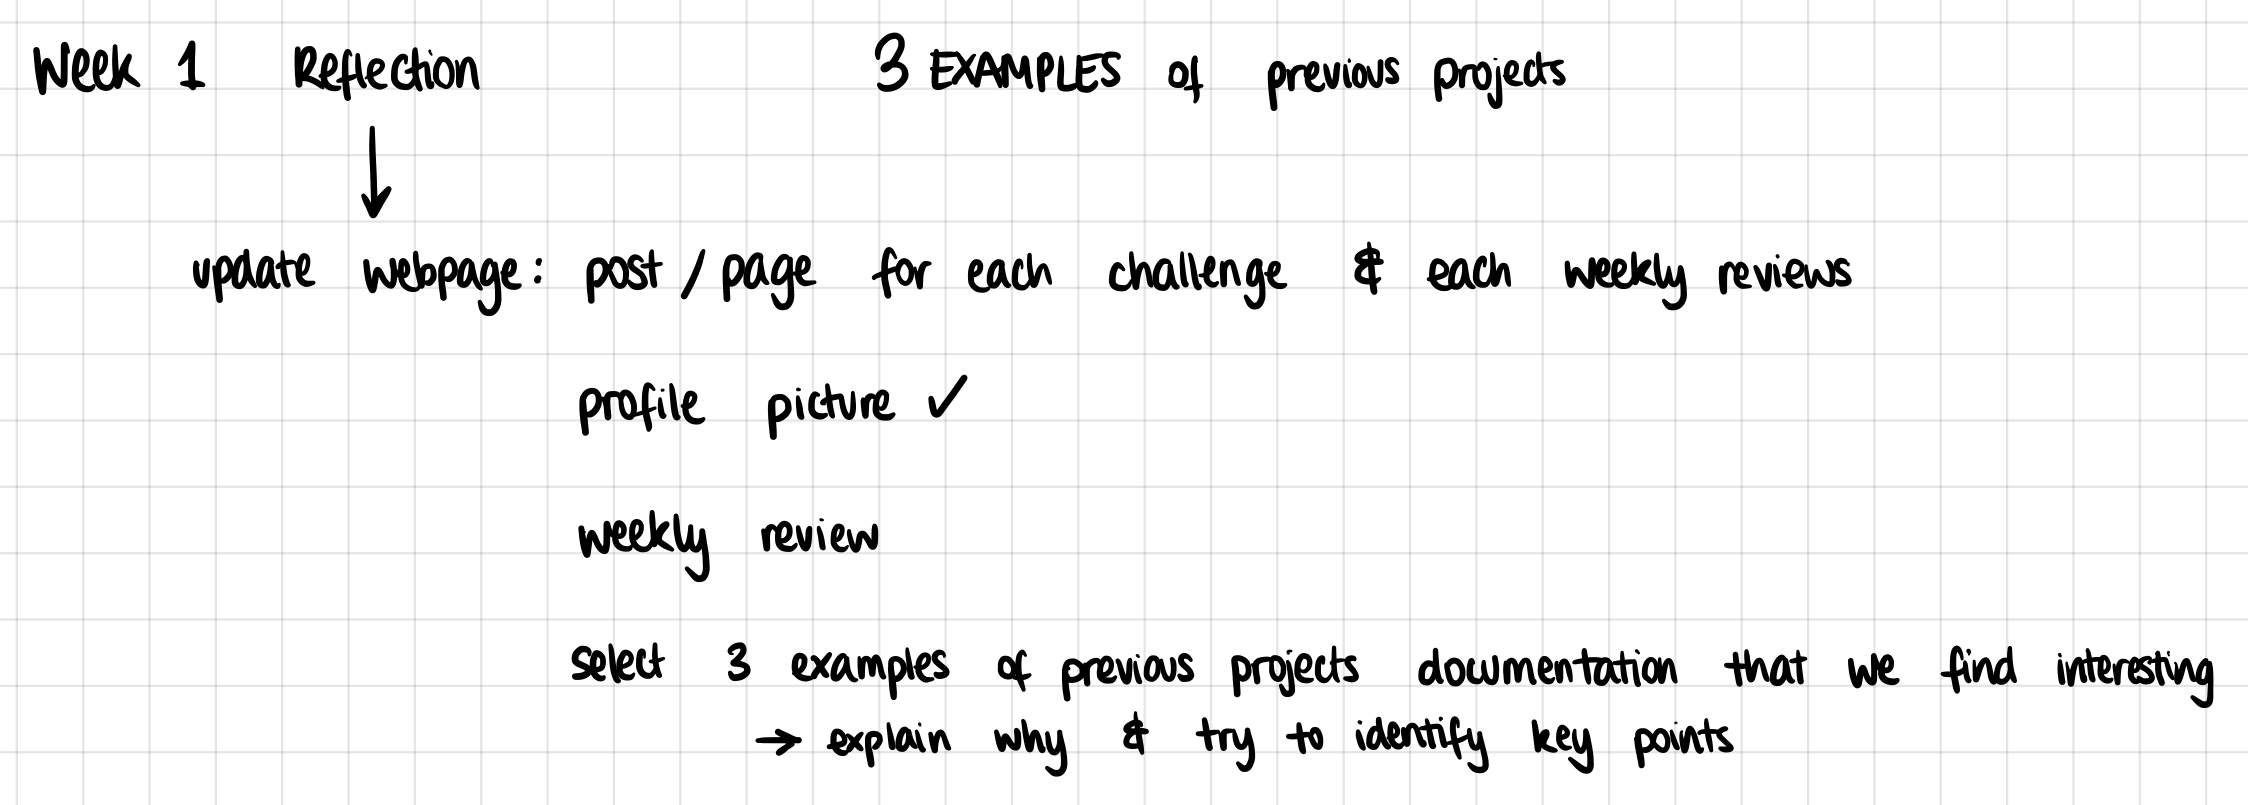 Week 1 Reflection 3 EXAMPLES of previous projects
↓
update webpage: post / page for each challenge & each weekly reviews
profile picture ✓
weekly review
select 3 examples of previous projects documentation that we find interesting
→ explain why & try to identify key points